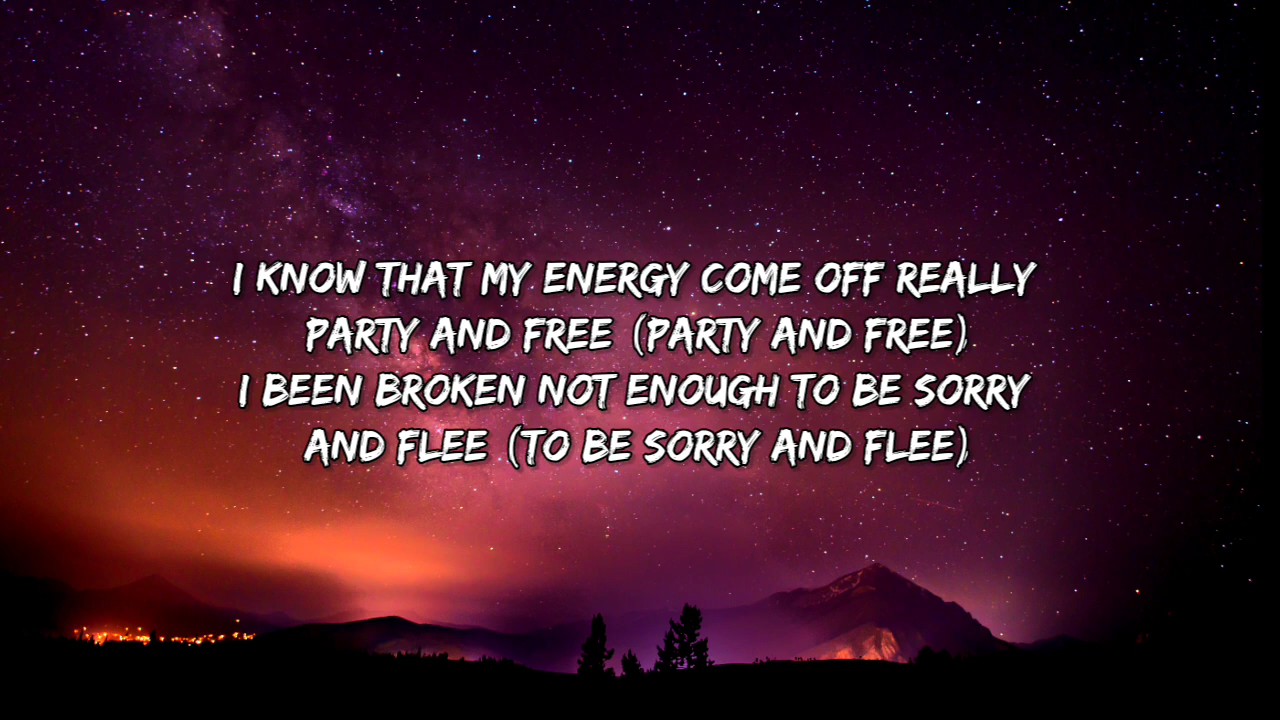 I KNOW THAT MY ENERGY COME OFF REALLY
PARTY AND FREE (PARTY AND FREE)
I BEEN BROKEN NOT ENOUGH TO BE SORRY
AND FLEE (TO BE SORRY AND FLEE)